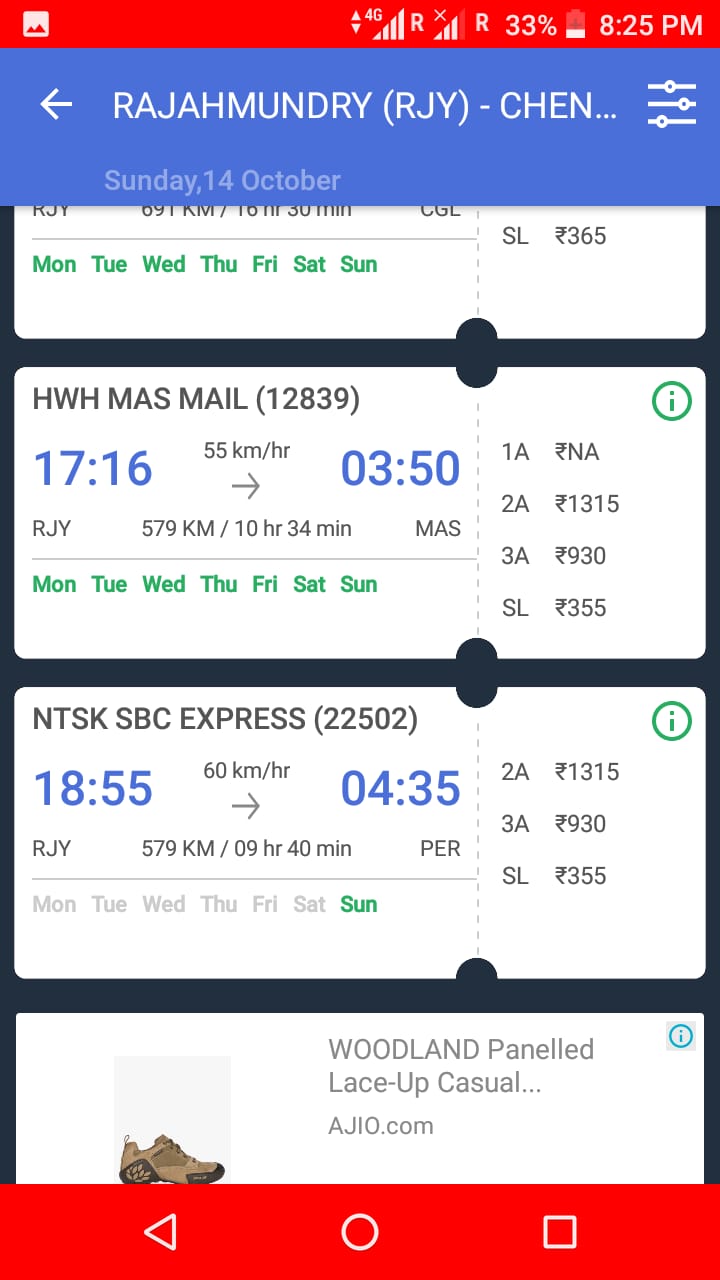 4G R R 33% 8:25 PM
RAJAHMUNDRY (RJY) - CHEN...
Sunday,14 October
RJY 691 KM / 16 hr 30 min CGL
SL ₹365
Mon Tue Wed Thu Fri Sat Sun
HWH MAS MAIL (12839)
55 km/hr
17:16 03:50
RJY 579 KM / 10 hr 34 min MAS
Mon Tue Wed Thu Fri Sat Sun
1A ₹NA
2A ₹1315
3A ₹930
SL ₹355
NTSK SBC EXPRESS (22502)
60 km/hr
18:55 04:35
RJY 579 KM / 09 hr 40 min PER
Mon Tue Wed Thu Fri Sat Sun
2A ₹1315
3A ₹930
SL ₹355
WOODLAND Panelled
Lace-Up Casual...
AJIO.com